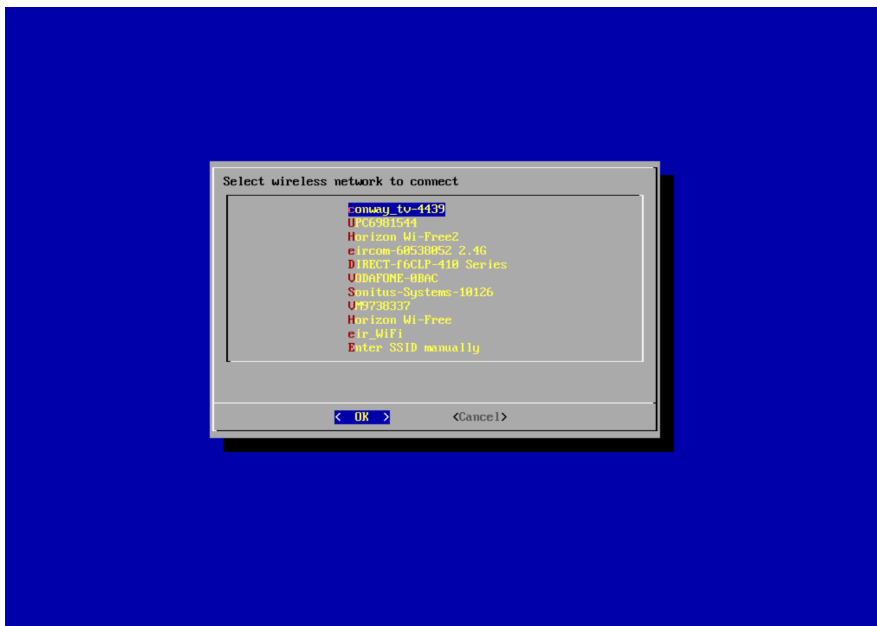 Select wireless network to connect
conway_tv-4439
UPC6981544
Horizon Wi-Free2
eircom-60538052 2.4G
DIRECT-f6CLP-410 Series
VODAFONE-0BAC
Sonitus-Systems-10126
VM9738337
Horizon Wi-Free
eir_WiFi
Enter SSID manually
< OK > <Cancel>